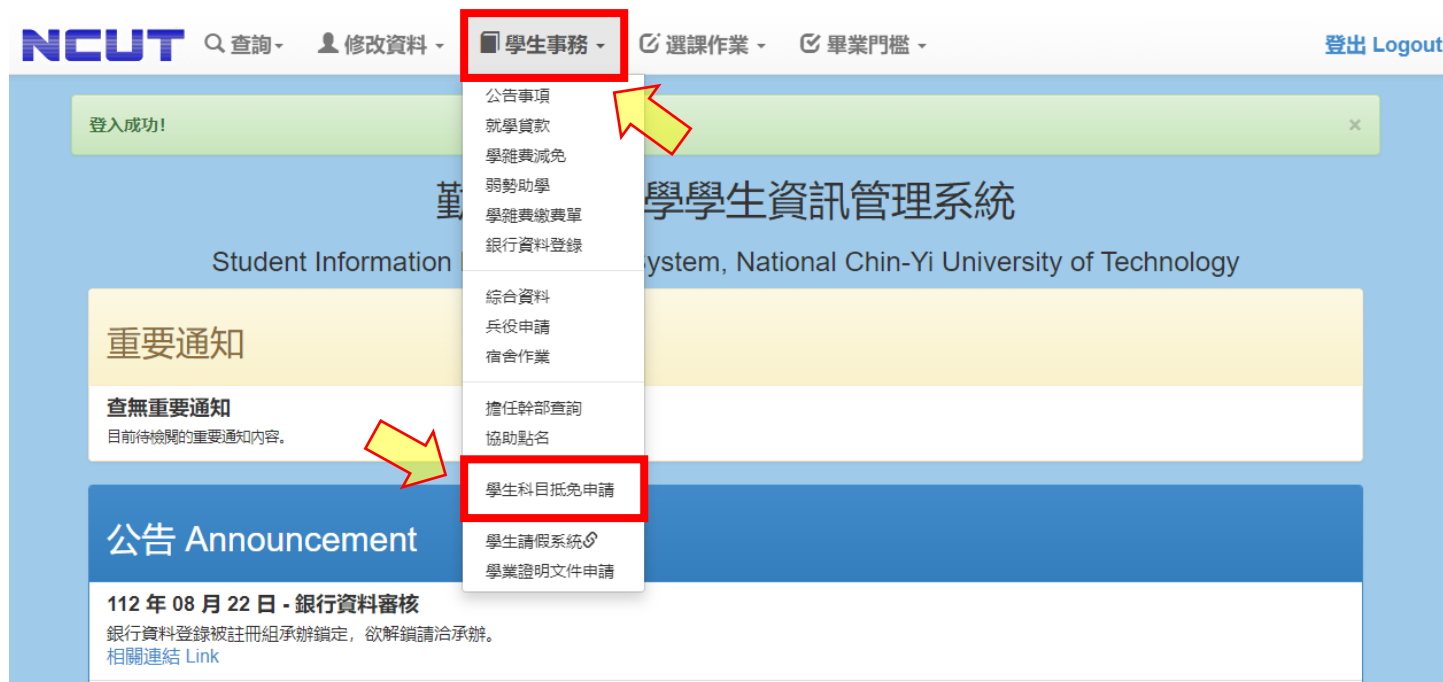 NCUT 查詢 修改資料 學生事務 選課作業 畢業門檻 登出 Logout
公告事項
就學貸款
學雜費減免
弱勢助學
學雜費繳費單
銀行資料登錄
綜合資料
兵役申請
宿舍作業
擔任幹部查詢
協助點名
學生科目抵免申請
學生請假系統
學業證明文件申請
登入成功! ×
學學生資訊管理系統
Student Information ystem, National Chin-Yi University of Technology
重要通知
查無重要通知
目前待檢閱的重要通知內容。
公告 Announcement
112 年 08 月 22 日 - 銀行資料審核
銀行資料登錄被註冊組承辦鎖定，欲解鎖請洽承辦。
相關連結 Link